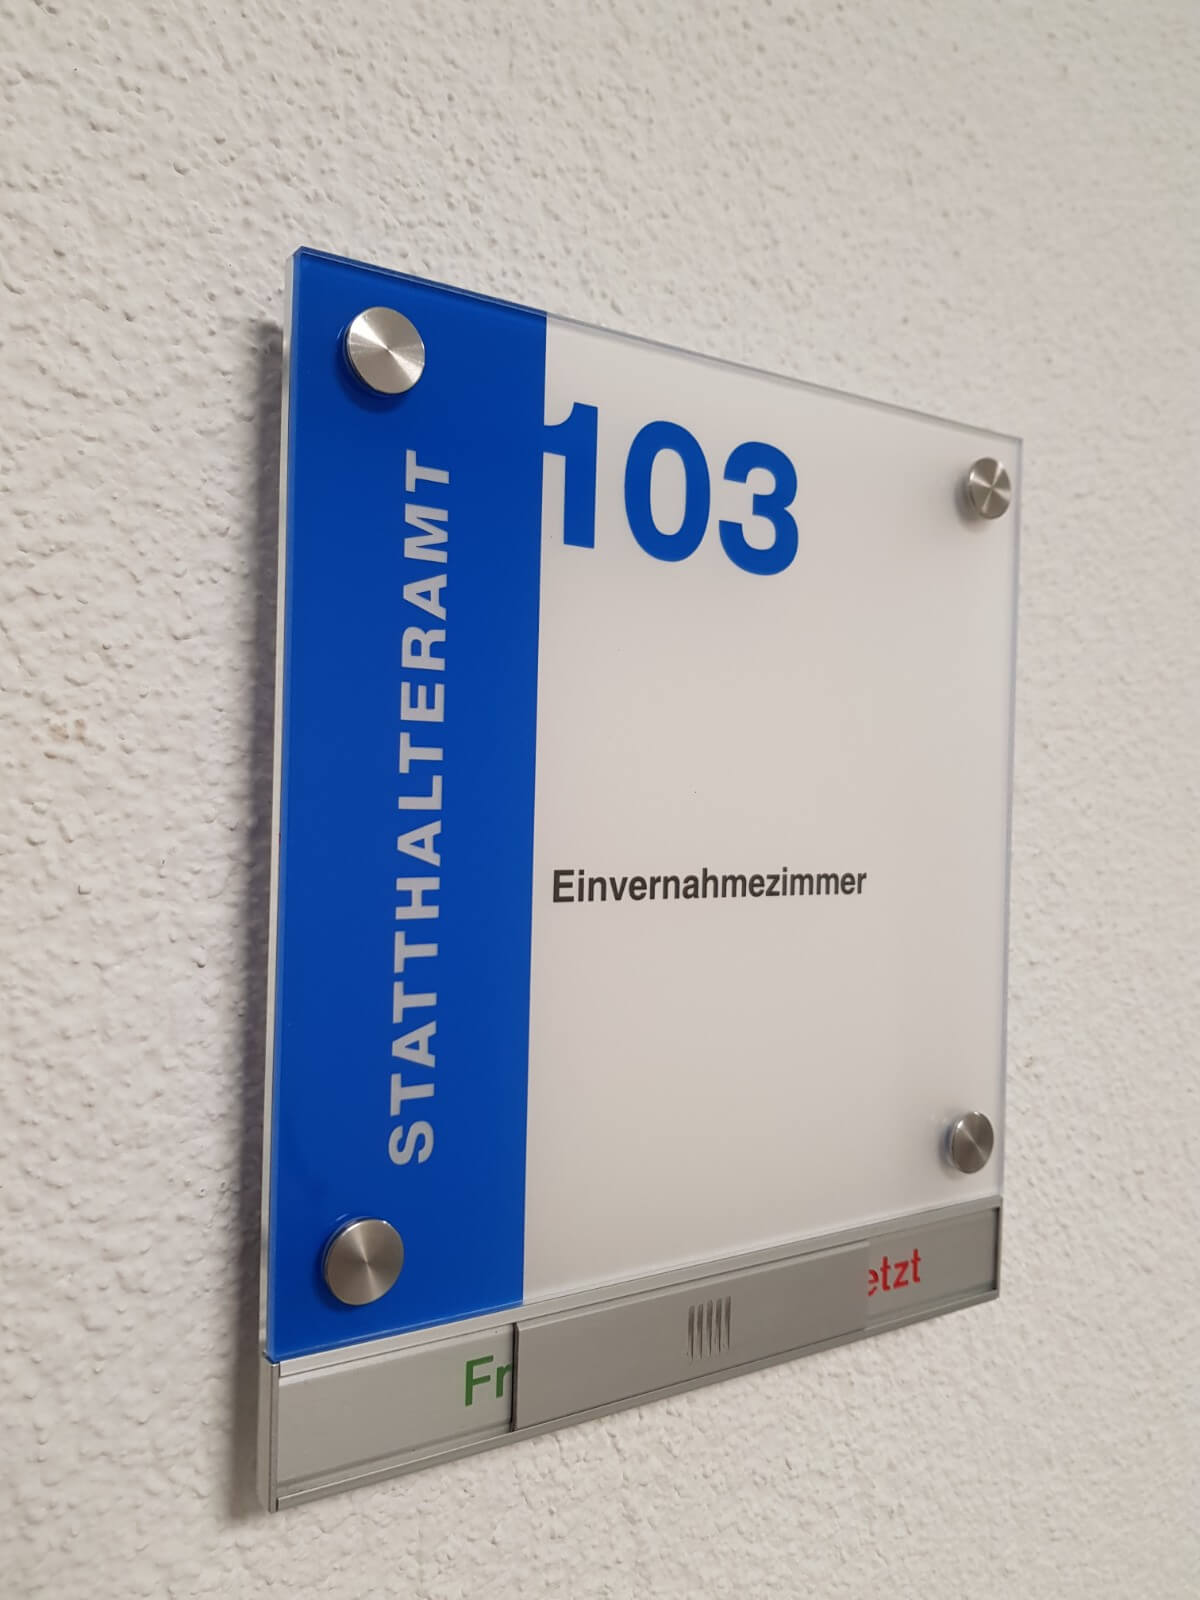 STATTHALTERAMT
103
Einvernahmezimmer
Fr
etzt